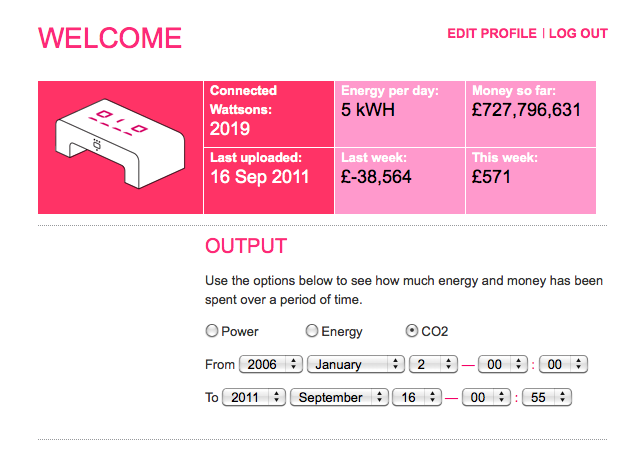 WELCOME
EDIT PROFILE | LOG OUT
Connected
Wattsons:
2019
Energy per day:
5 kWH
Money so far:
£727,796,631
Last uploaded:
16 Sep 2011
Last week:
£-38,564
This week:
£571
OUTPUT
Use the options below to see how much energy and money has been
spent over a period of time.
Power Energy CO2
From 2006 January 2 — 00 : 00
To 2011 September 16 — 00 : 55